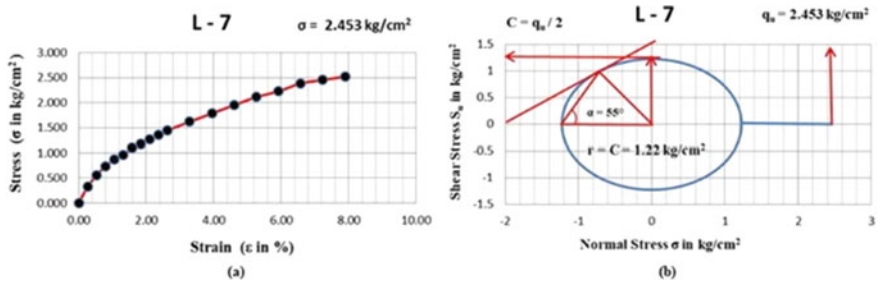 L - 7
σ = 2.453 kg/cm²
Stress (σ in kg/cm²)
3.000
2.500
2.000
1.500
1.000
0.500
0.000
0.00
2.00
4.00
6.00
8.00
10.00
Strain (ε in %)
(a)
C = qᵤ / 2
L - 7
qᵤ = 2.453 kg/cm²
Shear Stress Sᵤ in kg/cm²
1.5
1
0.5
0
-0.5
-1
-1.5
α = 55°
r = C = 1.22 kg/cm²
-2
-1
0
1
2
3
Normal Stress σ in kg/cm²
(b)